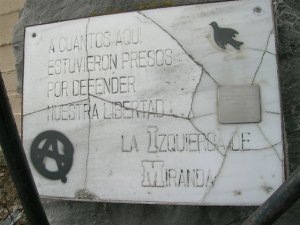 A CUANTOS AQUI
ESTUVIERON PRESOS
POR DEFENDER
NUESTRA LIBERTAD
LA IZQUIERDA DE
MIRANDA